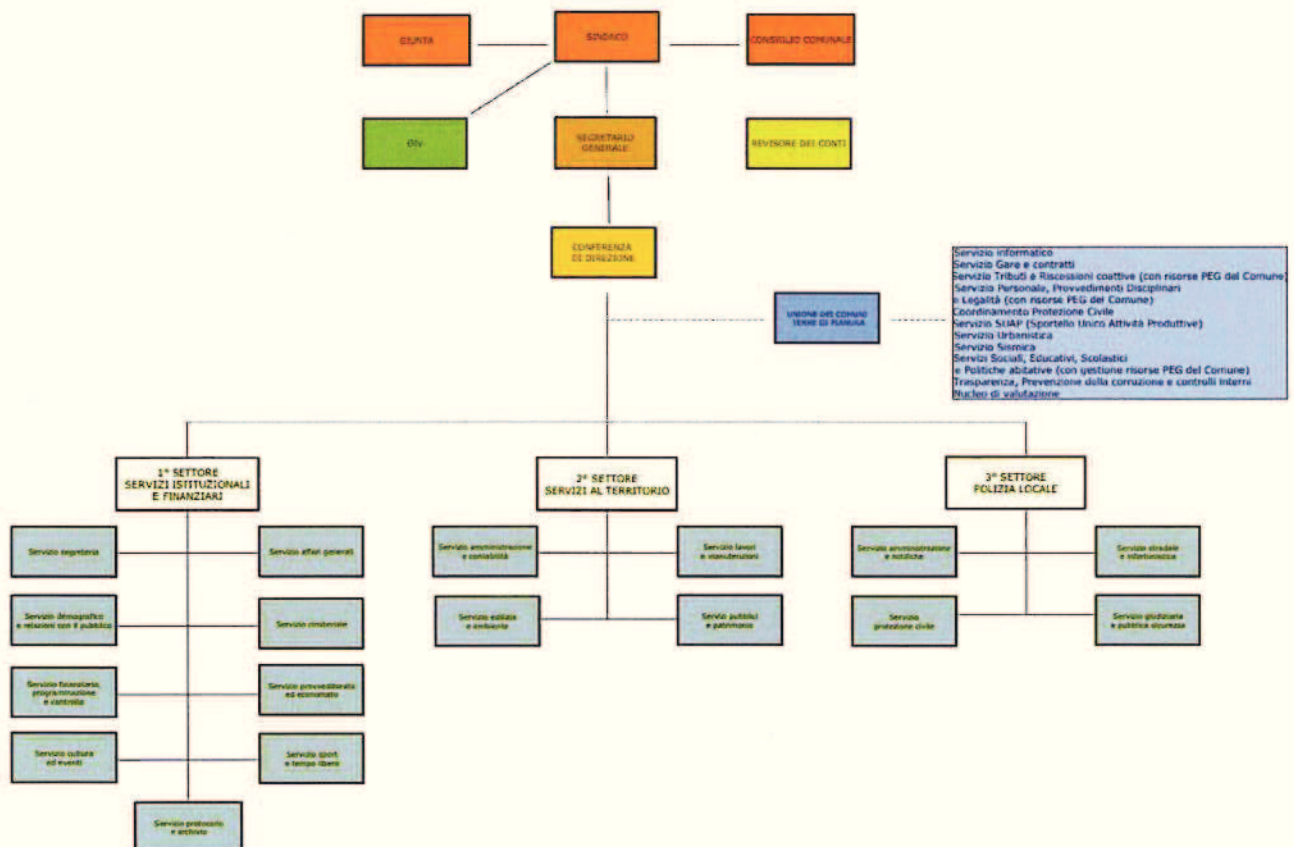 GIUNTA
SINDACO
CONSIGLIO COMUNALE
OIV
SEGRETARIO
GENERALE
REVISORE DEI CONTI
CONFERENZA
DI DIREZIONE
UNIONE DEI COMUNI
TERRE DI PIANURA
Servizio informatico
Servizio Gare e contratti
Servizio Tributi e Riscossioni coattive (con risorse PEG del Comune)
Servizio Personale, Provvedimenti Disciplinari
e Legalità (con risorse PEG del Comune)
Coordinamento Protezione Civile
Servizio SUAP (Sportello Unico Attività Produttive)
Servizio Urbanistica
Servizio Sismica
Servizi Sociali, Educativi, Scolastici
e Politiche abitative (con gestione risorse PEG del Comune)
Trasparenza, Prevenzione della corruzione e controlli interni
Nucleo di valutazione
1° SETTORE
SERVIZI ISTITUZIONALI
E FINANZIARI
2° SETTORE
SERVIZI AL TERRITORIO
3° SETTORE
POLIZIA LOCALE
Servizio segreteria
Servizio affari generali
Servizio demografico
e relazioni con il pubblico
Servizio cimiteriale
Servizio finanziario,
programmazione
e controllo
Servizio provveditorato
ed economato
Servizio cultura
ed eventi
Servizio sport
e tempo libero
Servizio protocollo
e archivio
Servizio amministrazione
e contabilità
Servizio lavori
e manutenzioni
Servizio edilizia
e ambiente
Servizi pubblici
e patrimonio
Servizio amministrazione
e notifiche
Servizio stradale
e infortunistica
Servizio
protezione civile
Servizio giudiziaria
e pubblica sicurezza